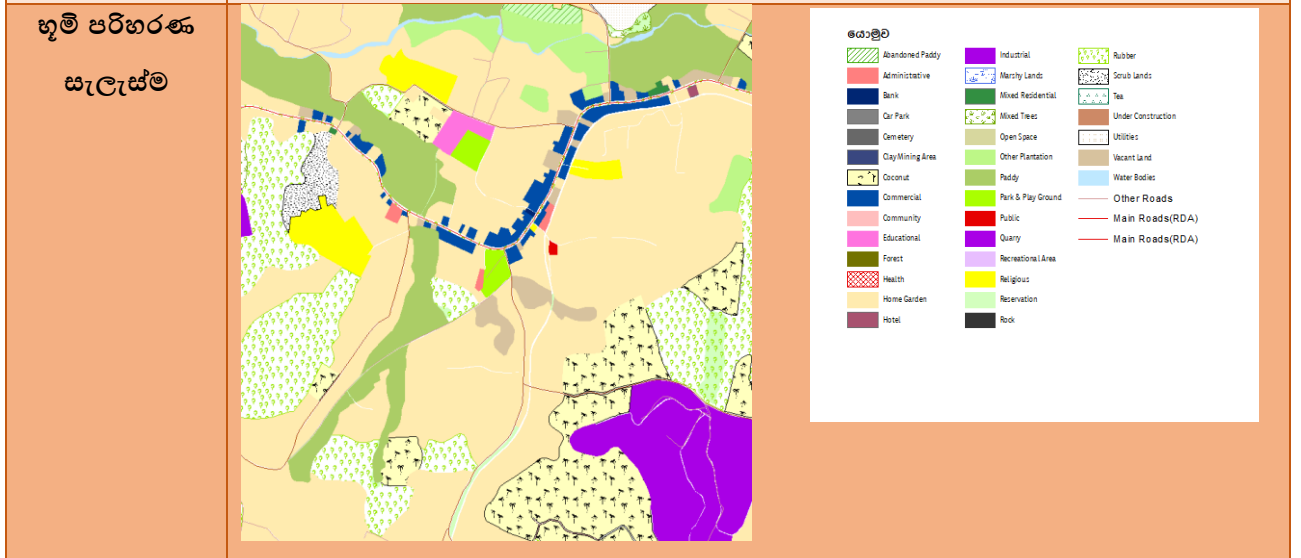 භූමි පරිහරණ
සැලැස්ම
යොමුව
Abandoned Paddy
Administrative
Bank
Car Park
Cemetery
Clay Mining Area
Coconut
Commercial
Community
Educational
Forest
Health
Home Garden
Hotel
Industrial
Marshy Lands
Mixed Residential
Mixed Trees
Open Space
Other Plantation
Paddy
Park & Play Ground
Public
Quarry
Recreational Area
Religious
Reservation
Rock
Rubber
Scrub Lands
Tea
Under Construction
Utilities
Vacant Land
Water Bodies
Other Roads
Main Roads(RDA)
Main Roads(RDA)